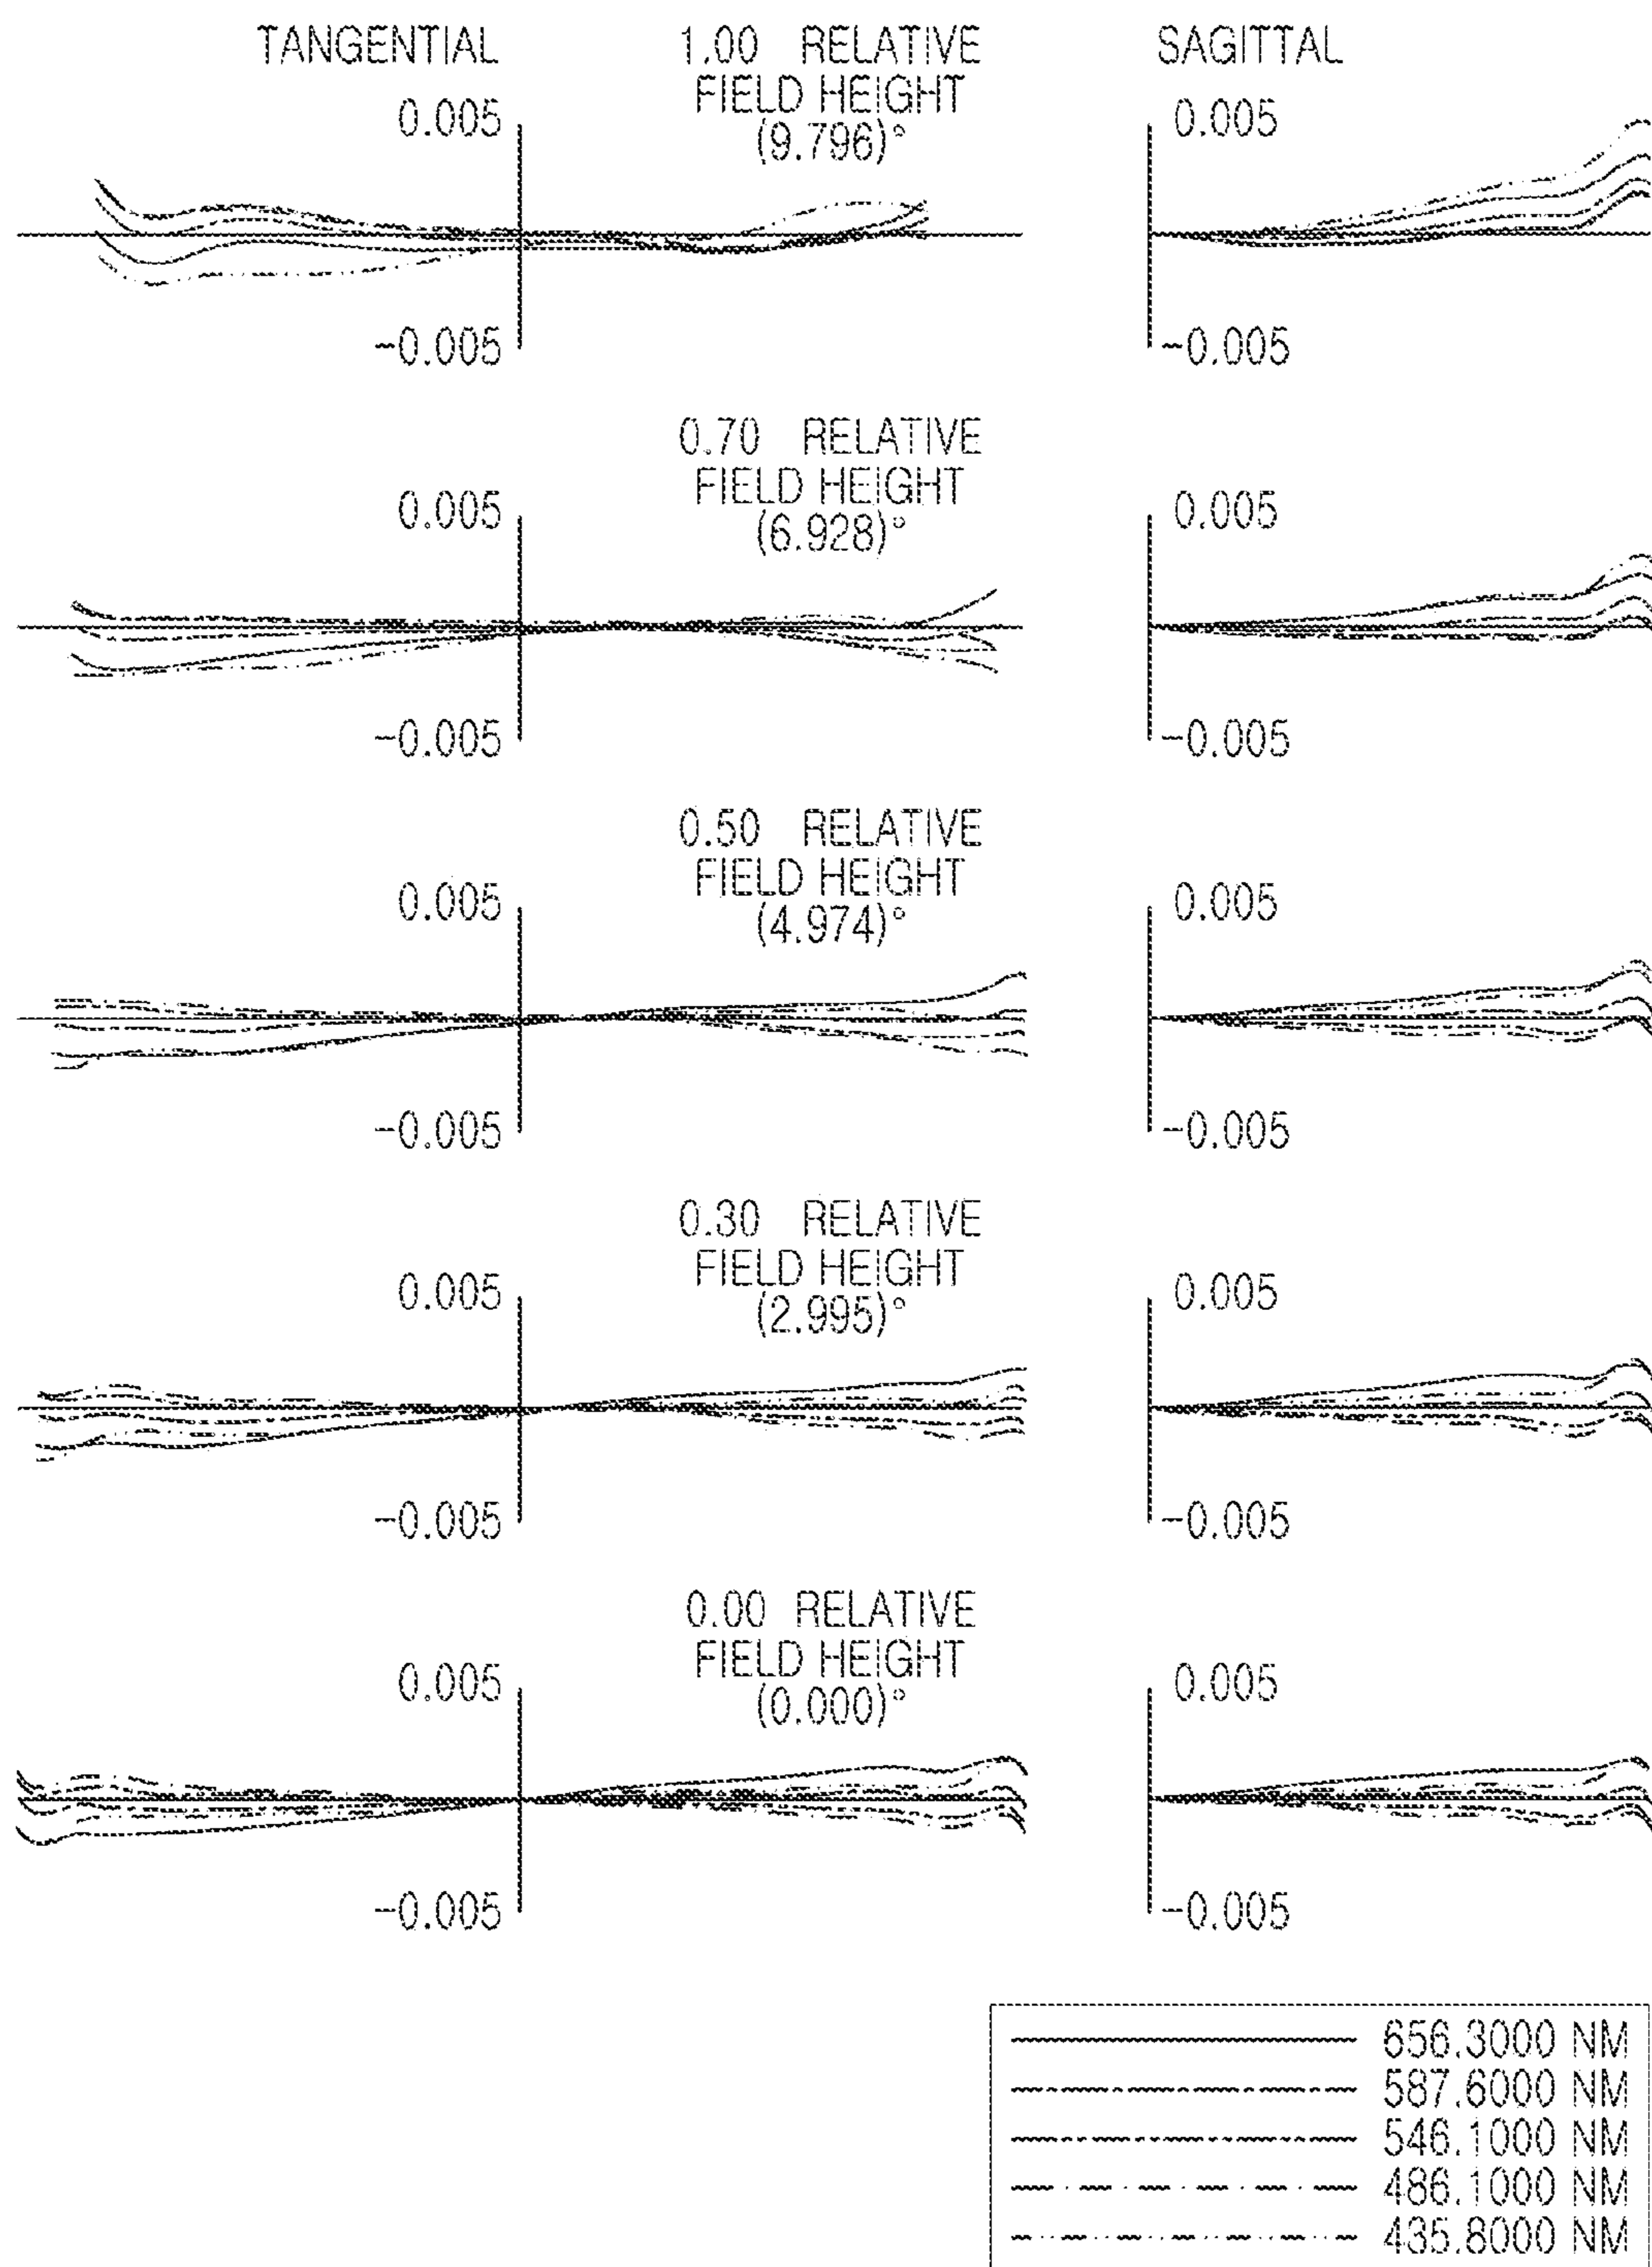 TANGENTIAL
1.00 RELATIVE
FIELD HEIGHT
(9.796)°
SAGITTAL
0.005
0.005
-0.005
-0.005
0.70 RELATIVE
FIELD HEIGHT
(6.928)°
0.005
0.005
-0.005
-0.005
0.50 RELATIVE
FIELD HEIGHT
(4.974)°
0.005
0.005
-0.005
-0.005
0.30 RELATIVE
FIELD HEIGHT
(2.995)°
0.005
0.005
-0.005
-0.005
0.00 RELATIVE
FIELD HEIGHT
(0.000)°
0.005
0.005
-0.005
-0.005
656.3000 NM
587.6000 NM
546.1000 NM
486.1000 NM
435.8000 NM